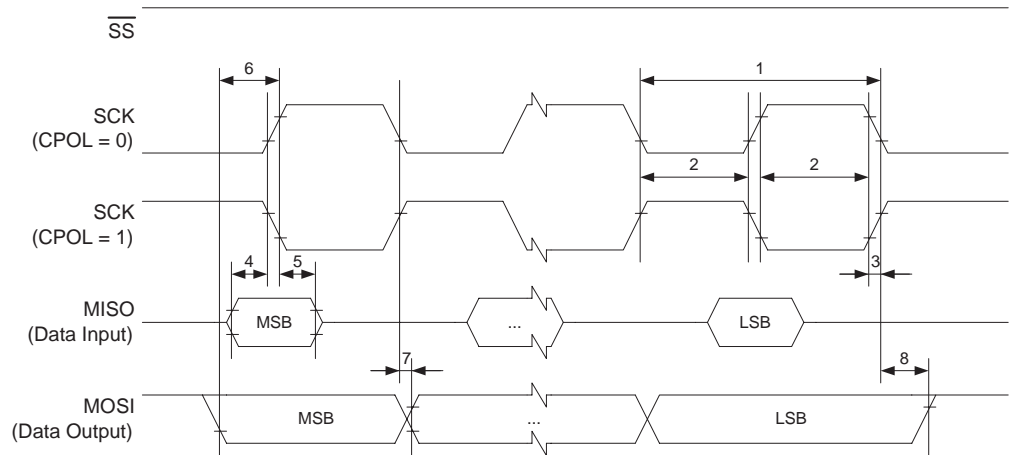 SS
6
1
SCK
(CPOL = 0)
2
2
SCK
(CPOL = 1)
4
5
3
MISO
(Data Input)
MSB
...
LSB
7
8
MOSI
(Data Output)
MSB
...
LSB